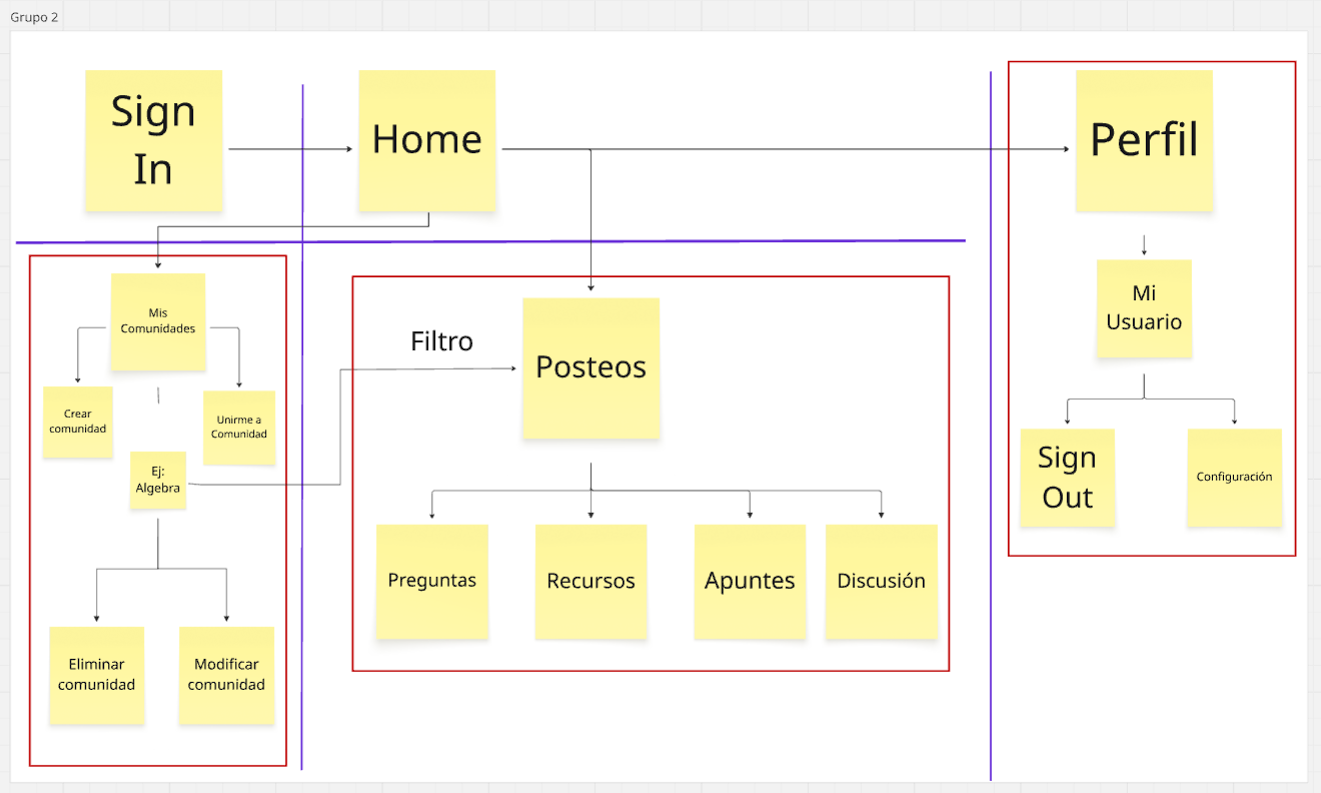 Grupo 2
Sign
In
Home
Perfil
Mis
Comunidades
Crear
comunidad
Unirme a
Comunidad
Ej:
Algebra
Eliminar
comunidad
Modificar
comunidad
Filtro
Posteos
Preguntas
Recursos
Apuntes
Discusión
Mi
Usuario
Sign
Out
Configuración